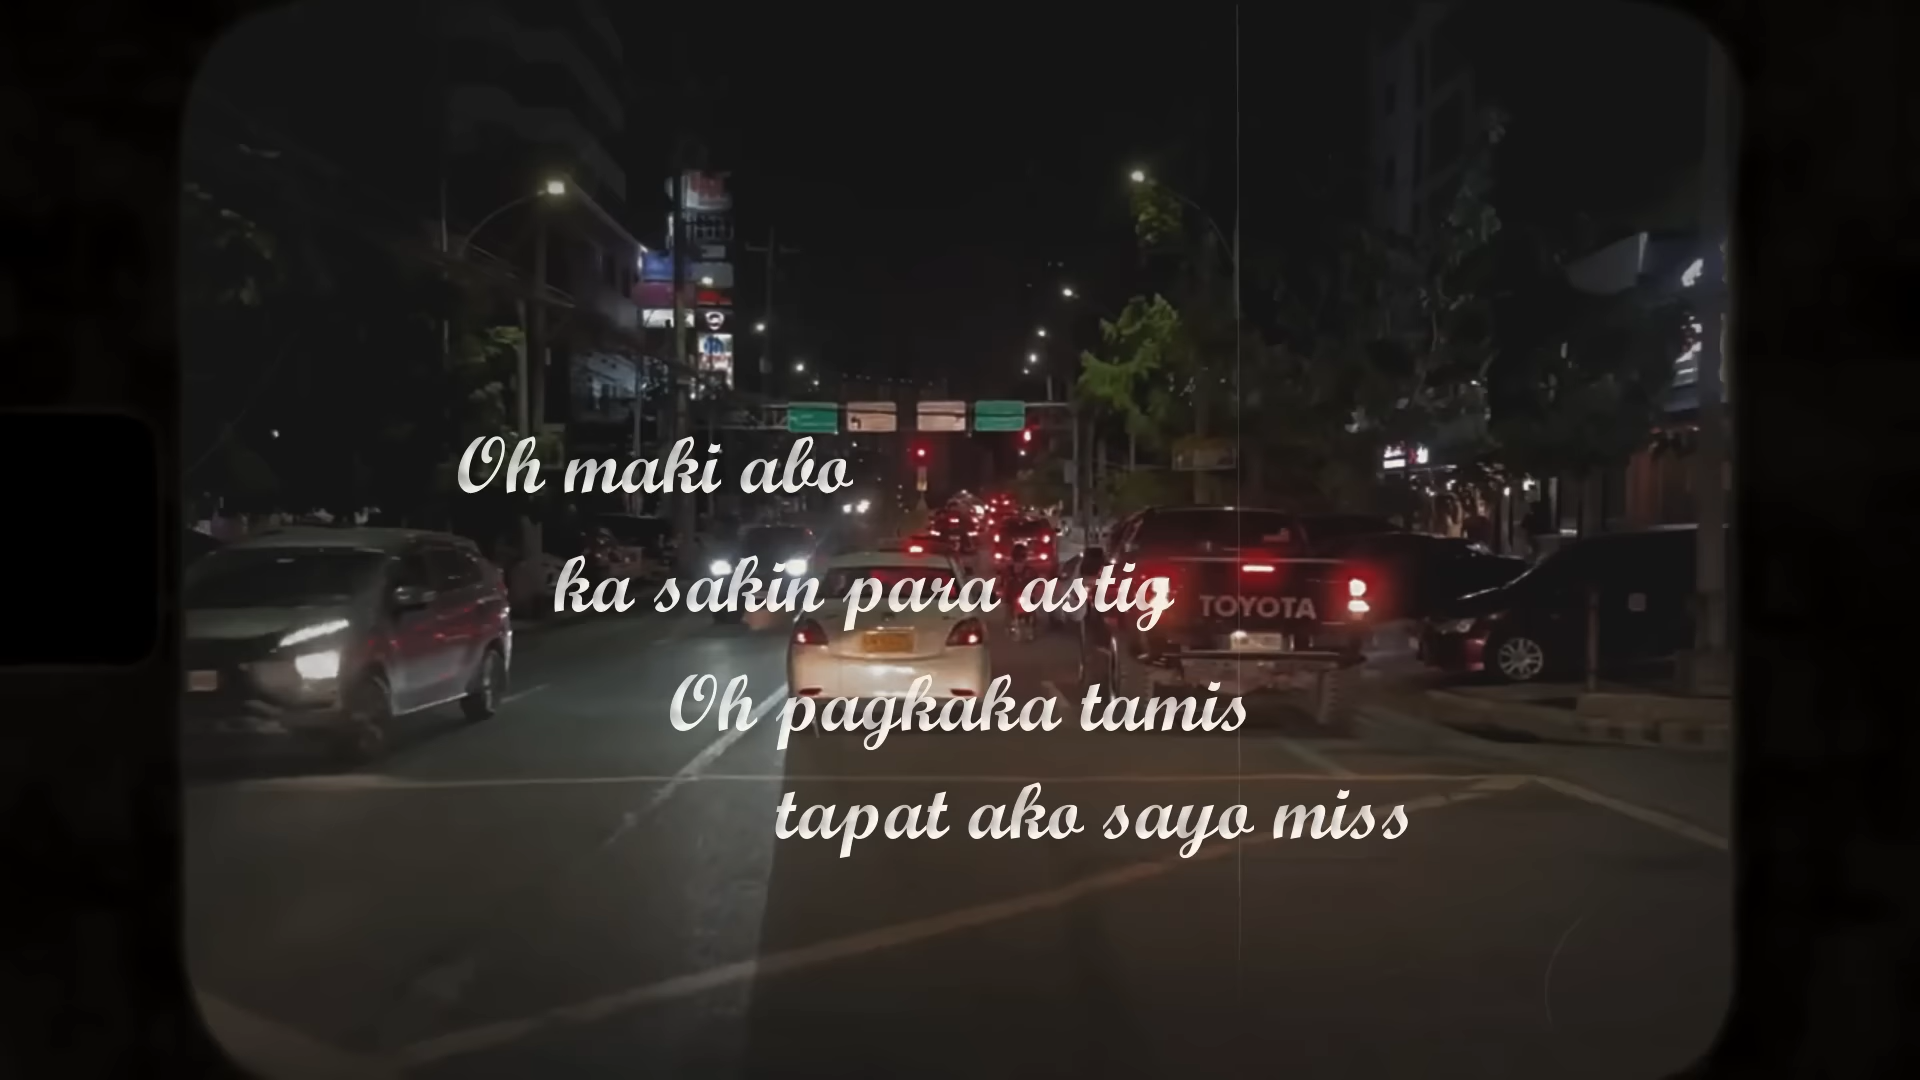 Oh maki abo
ka sakin para astig
TOYOTA
Oh pagkaka tamis
tapat ako sayo miss